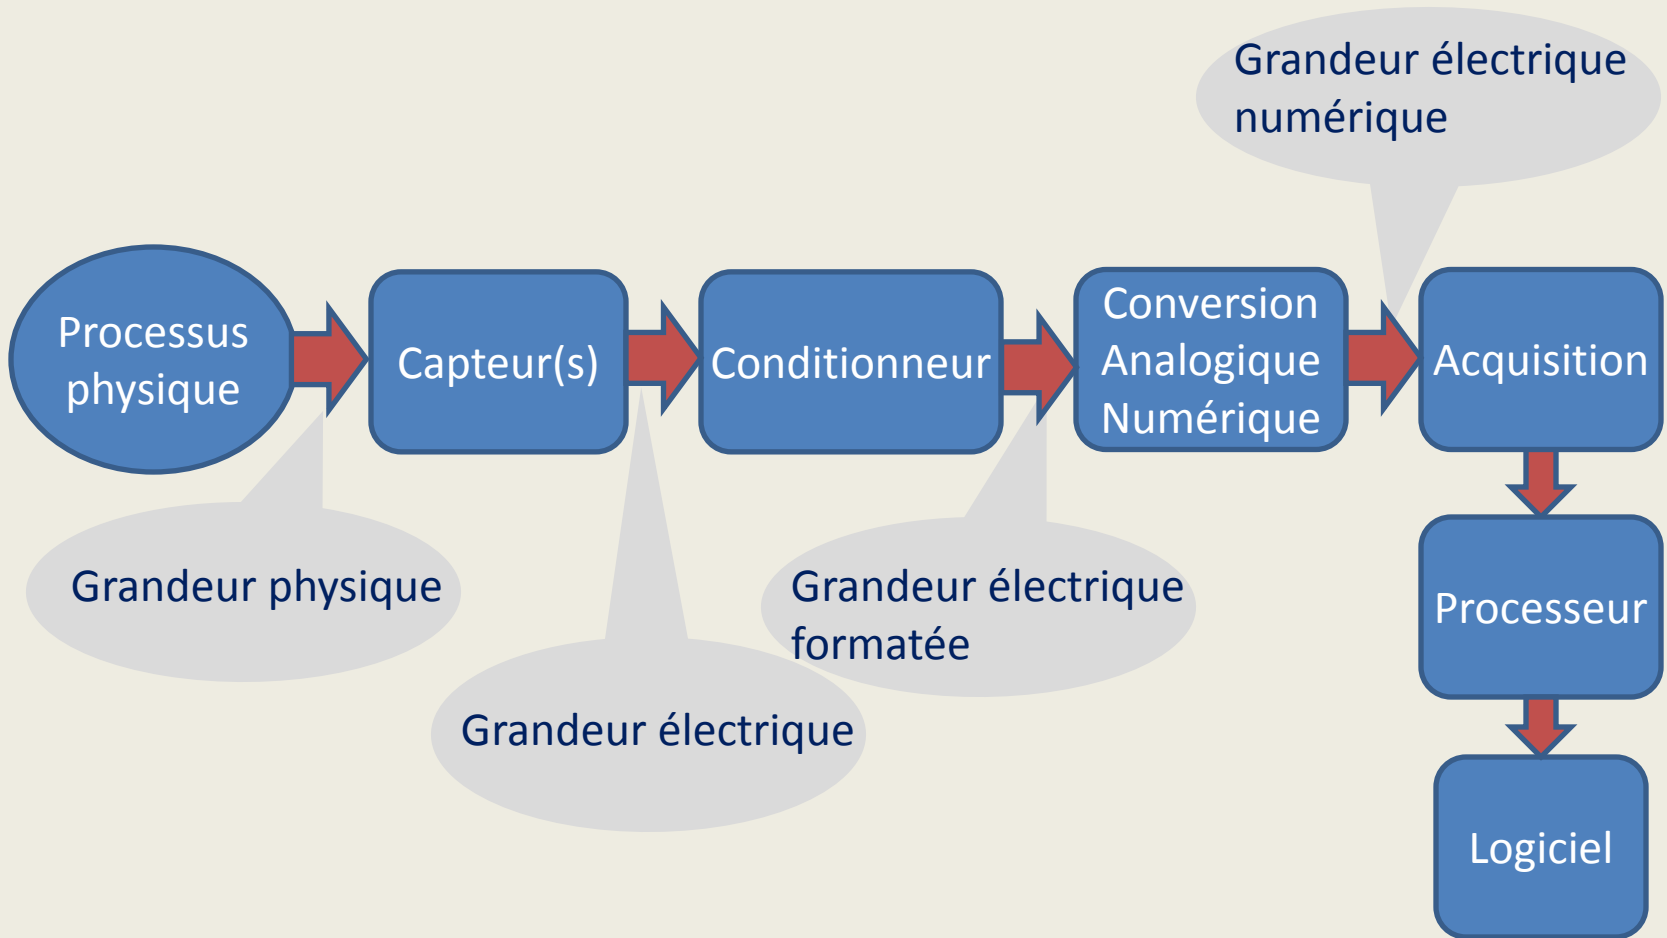 Grandeur électrique
numérique
Processus
physique
Capteur(s)
Conditionneur
Conversion
Analogique
Numérique
Acquisition
Grandeur physique
Grandeur électrique
Grandeur électrique
formatée
Processeur
Logiciel